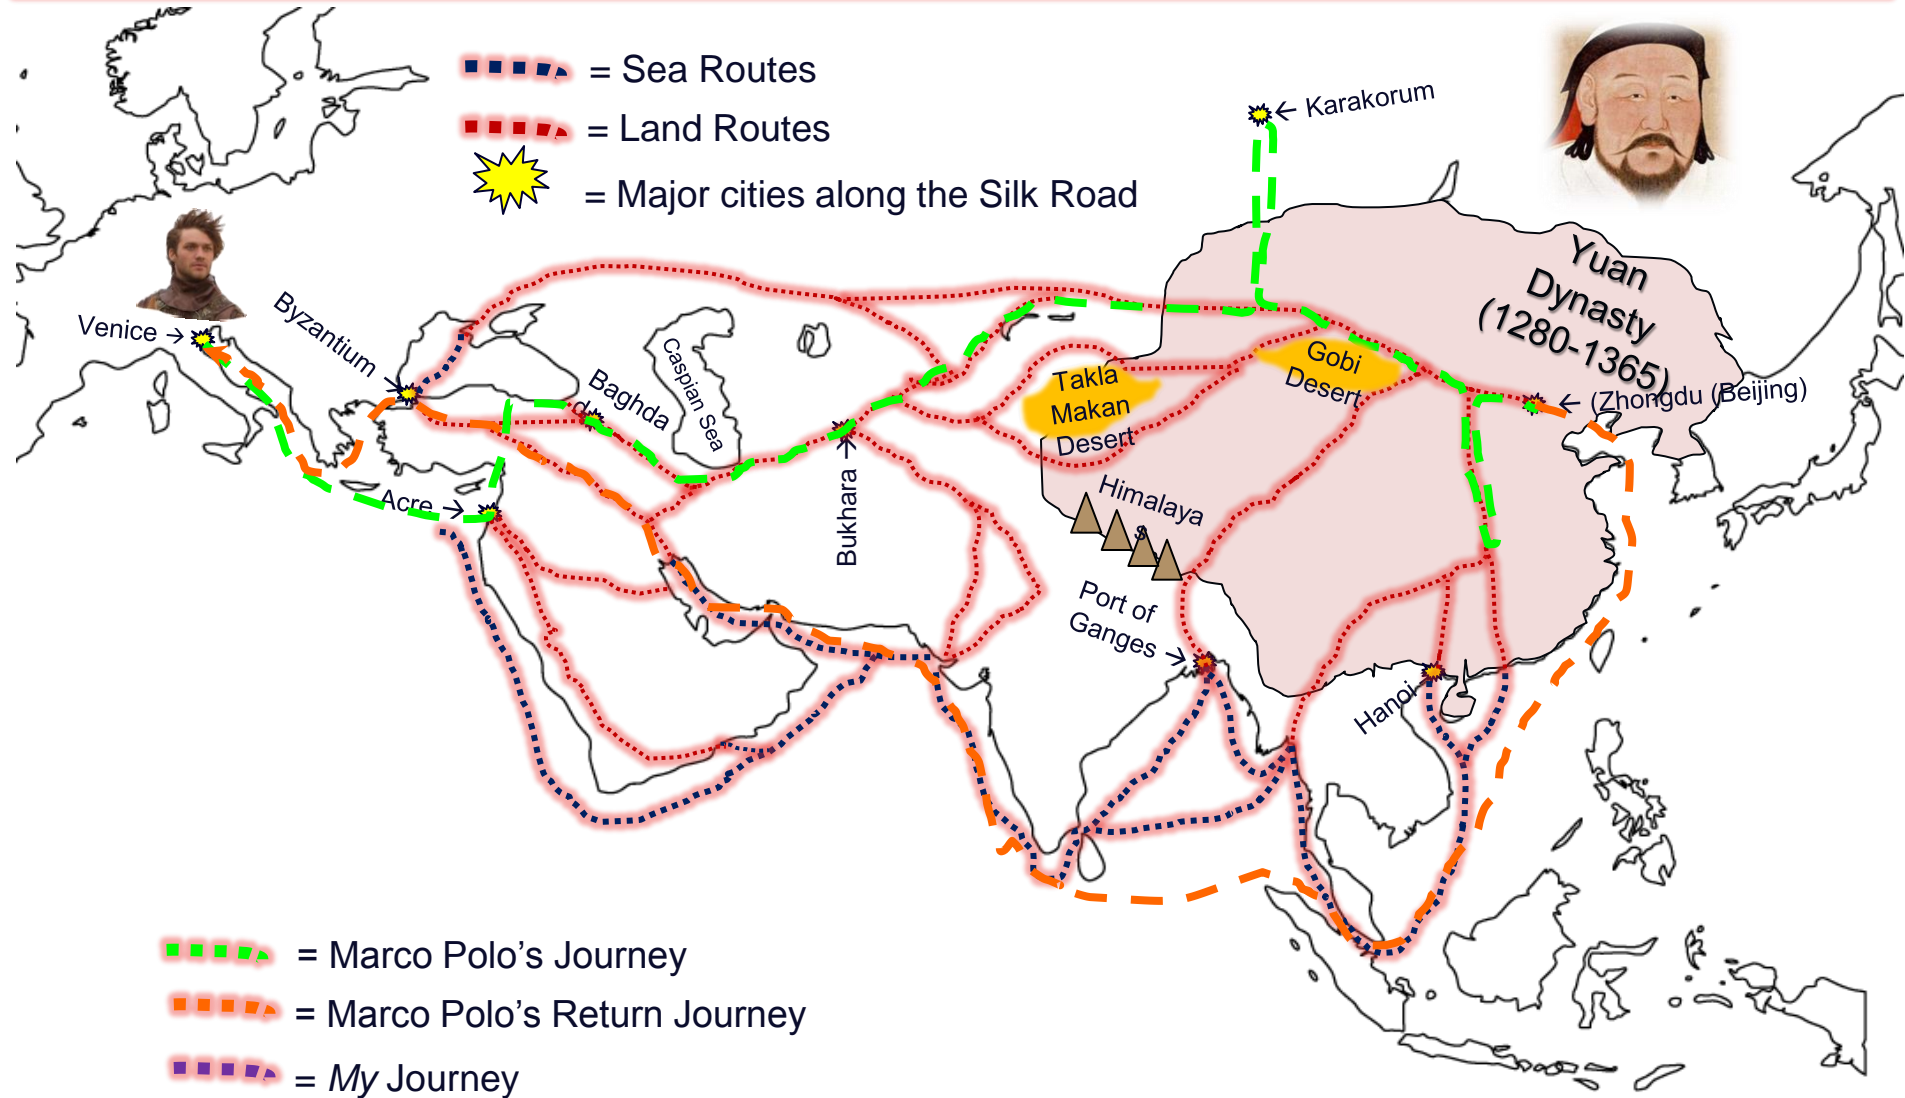 = Sea Routes
= Land Routes
= Major cities along the Silk Road
← Karakorum
Yuan
Dynasty
(1280-1365)
Venice →
Byzantium
Baghda
d
Caspian Sea
Takla
Makan
Desert
Gobi
Desert
← (Zhongdu (Beijing)
Acre →
Bukhara
Himalaya
s
Port of
Ganges →
Hanoi
= Marco Polo's Journey
= Marco Polo's Return Journey
= My Journey